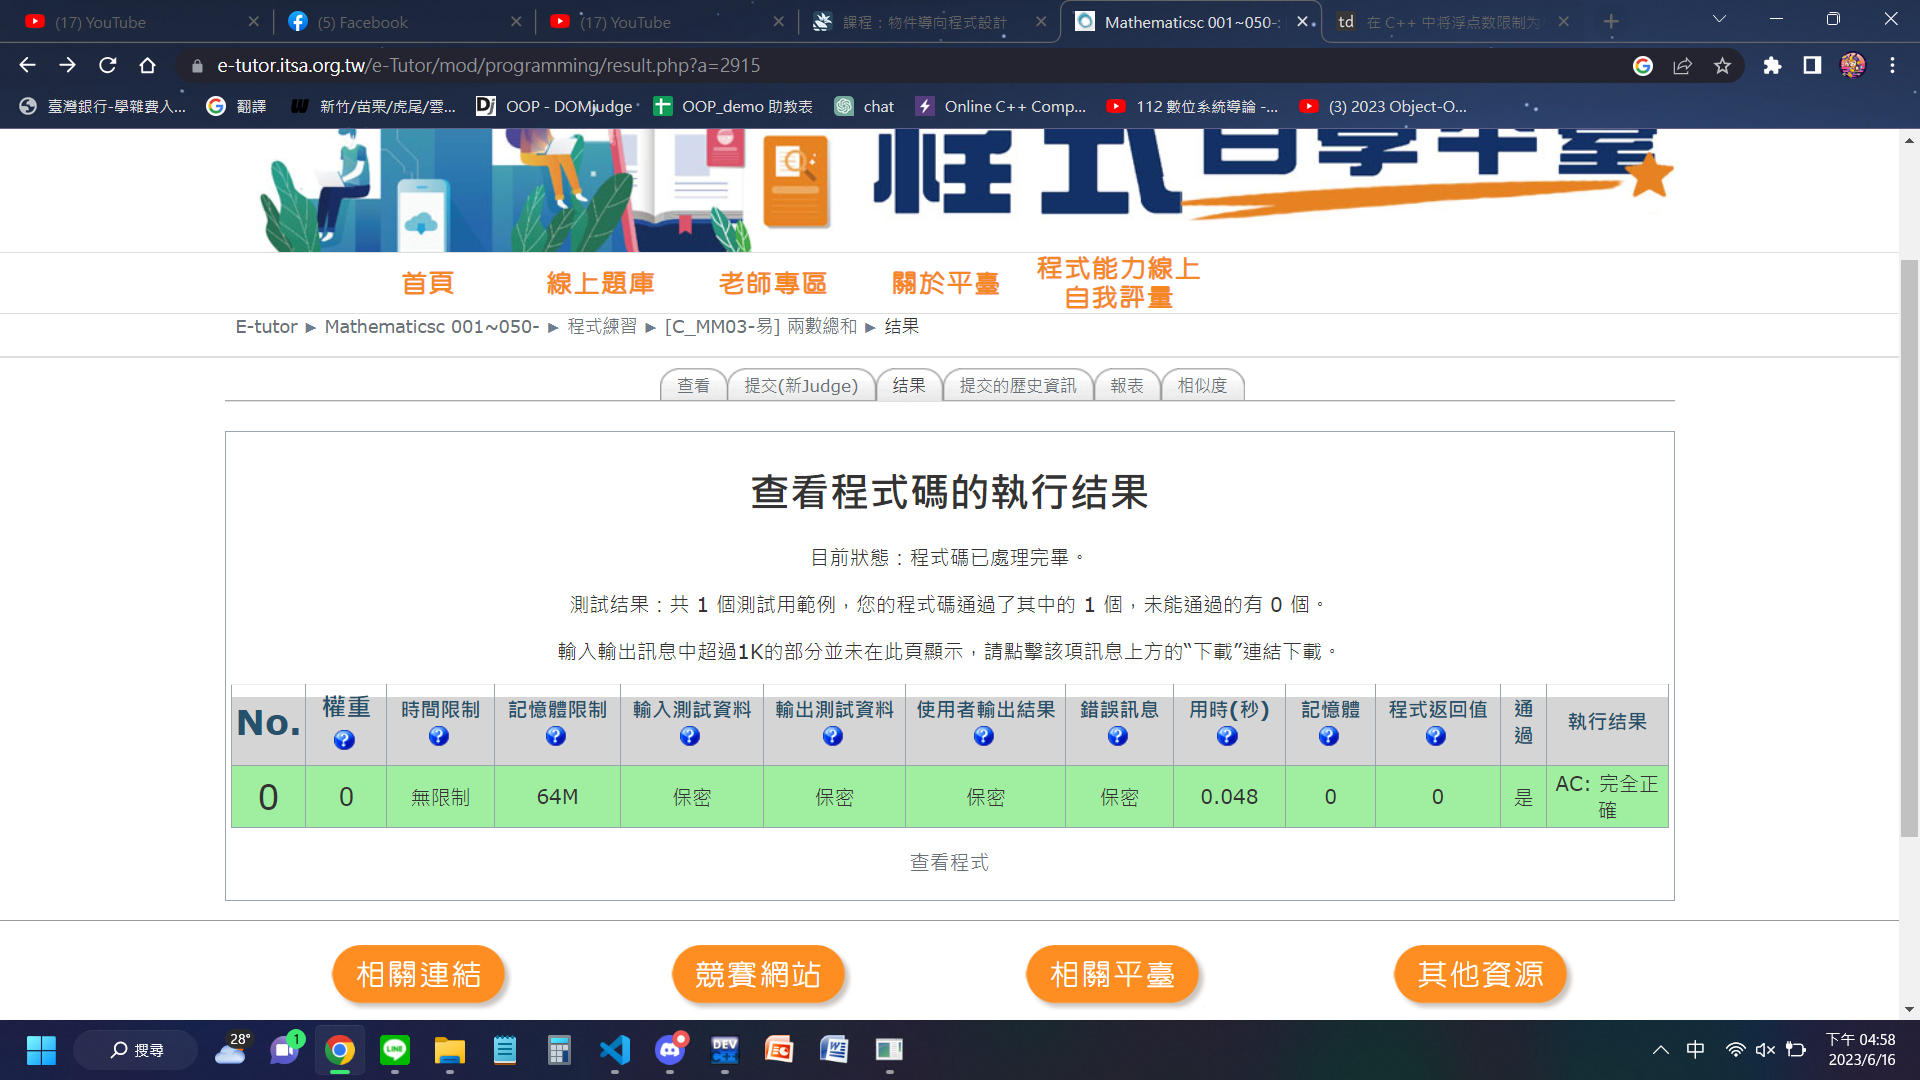 (17) YouTube
(5) Facebook
(17) YouTube
課程：物件導向程式設計
Mathematicsc 001~050-:
td 在 C++ 中将浮点数限制为
e-tutor.itsa.org.tw/e-Tutor/mod/programming/result.php?a=2915
臺灣銀行-學雜費入...
翻譯
新竹/苗栗/虎尾/雲...
OOP - DOMjudge
OOP_demo 助教表
chat
Online C++ Comp...
112 數位系統導論 -...
(3) 2023 Object-O...
程式自學平臺
首頁
線上題庫
老師專區
關於平臺
程式能力線上
自我評量
E-tutor ► Mathematicsc 001~050- ► 程式練習 ► [C_MM03-易] 兩數總和 ► 结果
查看
提交(新Judge)
结果
提交的歷史資訊
報表
相似度
查看程式碼的執行结果
目前狀態：程式碼已處理完畢。
測試结果：共 1 個測試用範例，您的程式碼通過了其中的 1 個，未能通過的有 0 個。
輸入輸出訊息中超過1K的部分並未在此頁顯示，請點擊該項訊息上方的“下載”連結下載。
No. 權重 時間限制 記憶體限制 輸入測試資料 輸出測試資料 使用者輸出結果 錯誤訊息 用時(秒) 記憶體 程式返回值 通過 執行结果
0 0 無限制 64M 保密 保密 保密 保密 0.048 0 0 是 AC: 完全正確
查看程式
相關連結
競賽網站
相關平臺
其他資源
搜尋
28°
1
LINE
DEV C++
中
下午 04:58
2023/6/16